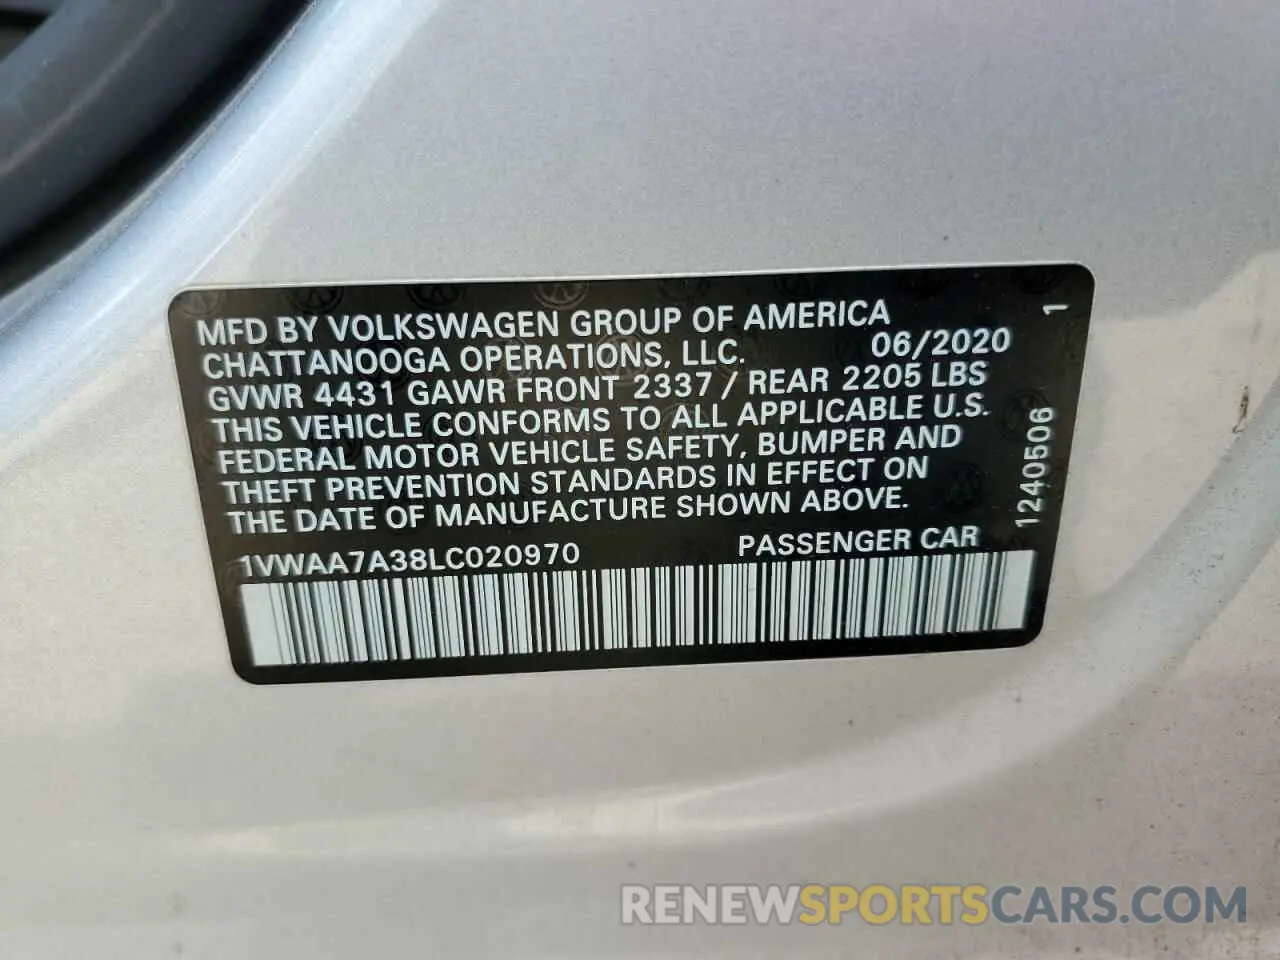 MFD BY VOLKSWAGEN GROUP OF AMERICA
CHATTANOOGA OPERATIONS, LLC. 06/2020
GVWR 4431 GAWR FRONT 2337 / REAR 2205 LBS
THIS VEHICLE CONFORMS TO ALL APPLICABLE U.S.
FEDERAL MOTOR VEHICLE SAFETY, BUMPER AND
THEFT PREVENTION STANDARDS IN EFFECT ON
THE DATE OF MANUFACTURE SHOWN ABOVE.
1VWAA7A38LC020970 PASSENGER CAR
1240506 1
RENEWSPORTSCARS.COM